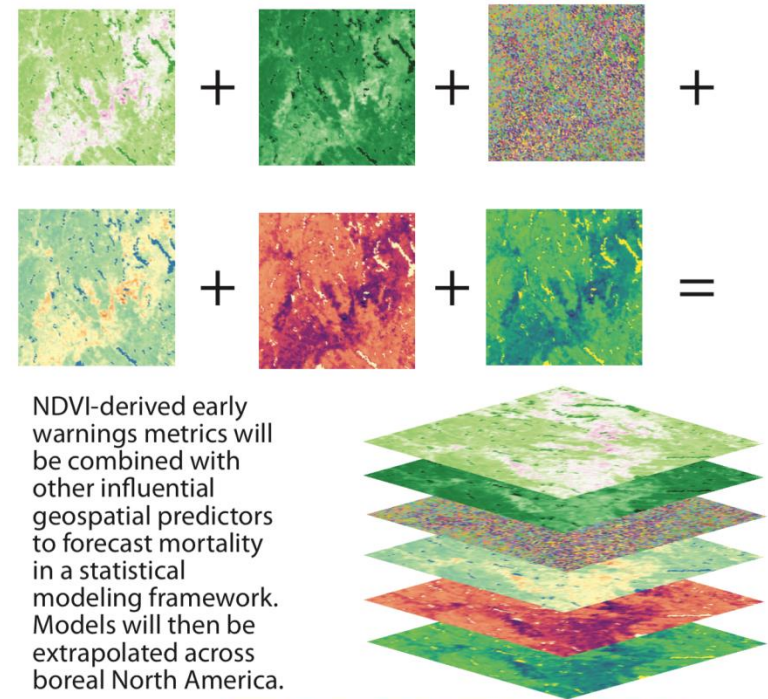 + + +
+ + =
NDVI-derived early
warnings metrics will
be combined with
other influential
geospatial predictors
to forecast mortality
in a statistical
modeling framework.
Models will then be
extrapolated across
boreal North America.